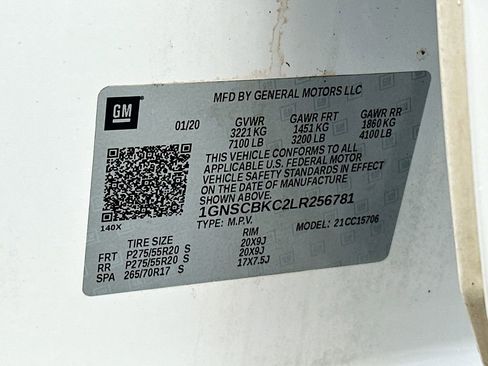 GM
MFD BY GENERAL MOTORS LLC
01/20 GVWR GAWR FRT GAWR RR
3221 KG 1451 KG 1860 KG
7100 LB 3200 LB 4100 LB
THIS VEHICLE CONFORMS TO ALL
APPLICABLE U.S. FEDERAL MOTOR
VEHICLE SAFETY STANDARDS IN EFFECT
ON THE DATE OF MANUFACTURE
SHOWN ABOVE.
1GNSCBKC2LR256781
140X TYPE: M.P.V. MODEL: 21CC15706
TIRE SIZE RIM
FRT P275/55R20 S 20X9J
RR P275/55R20 S 20X9J
SPA 265/70R17 S 17X7.5J